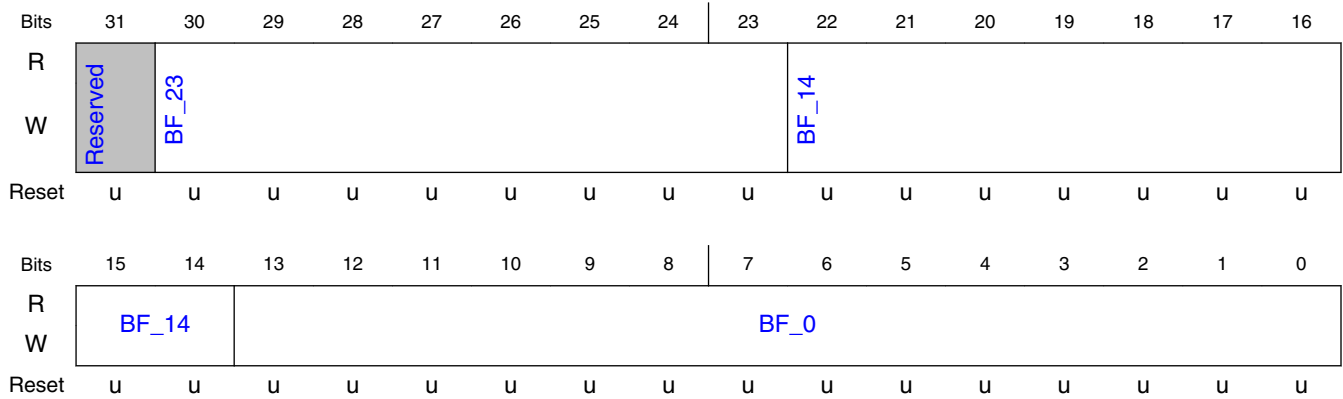 Bits 31 30 29 28 27 26 25 24 23 22 21 20 19 18 17 16
R
W
Reserved
BF_23
BF_14
Reset u u u u u u u u u u u u u u u u
Bits 15 14 13 12 11 10 9 8 7 6 5 4 3 2 1 0
R
W
BF_14 BF_0
Reset u u u u u u u u u u u u u u u u